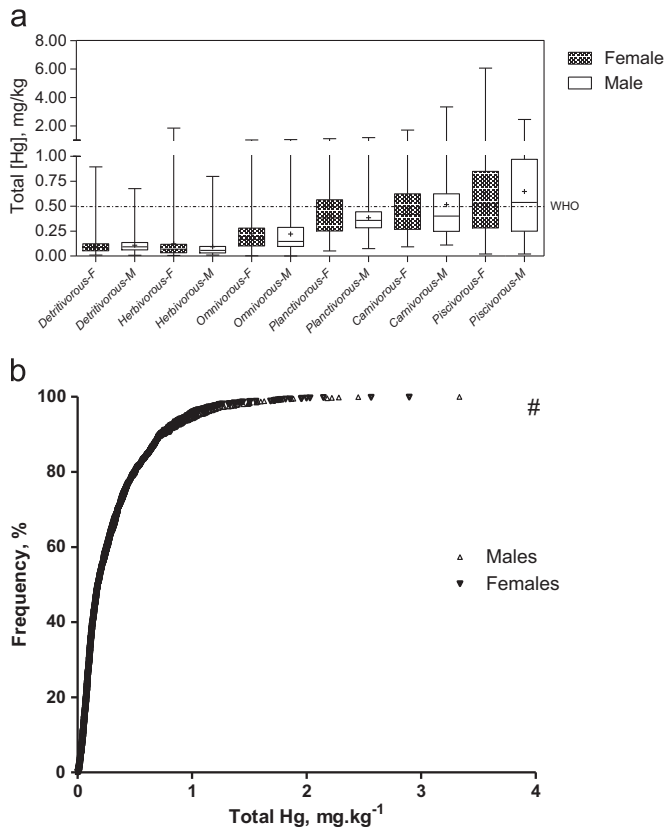 a
Total [Hg], mg/kg
8.00
6.00
4.00
2.00
1.00
0.75
0.50
0.25
0.00
WHO
Female
Male
Detritivorous-F
Detritivorous-M
Herbivorous-F
Herbivorous-M
Omnivorous-F
Omnivorous-M
Planctivorous-F
Planctivorous-M
Carnivorous-F
Carnivorous-M
Piscivorous-F
Piscivorous-M
b
Frequency, %
100
80
60
40
20
0
#
Males
Females
0 1 2 3 4
Total Hg, mg.kg⁻¹